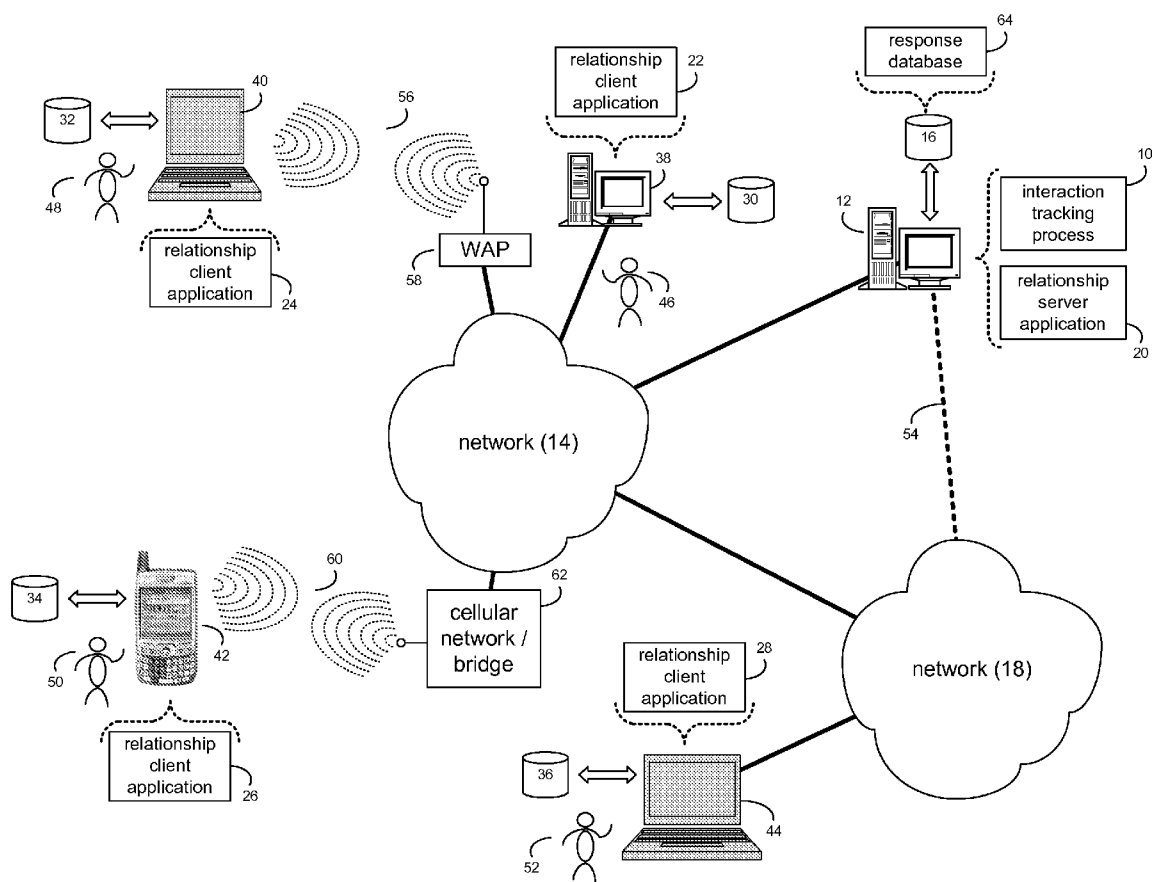 64
response
database
22
relationship
client
application
40
56
32
16
10
38
30
12
interaction
tracking
process
48
WAP
58
46
relationship
client
application
24
relationship
server
application
20
54
network (14)
60
62
34
cellular
network /
bridge
42
50
28
relationship
client
application
network (18)
relationship
client
application
26
36
44
52